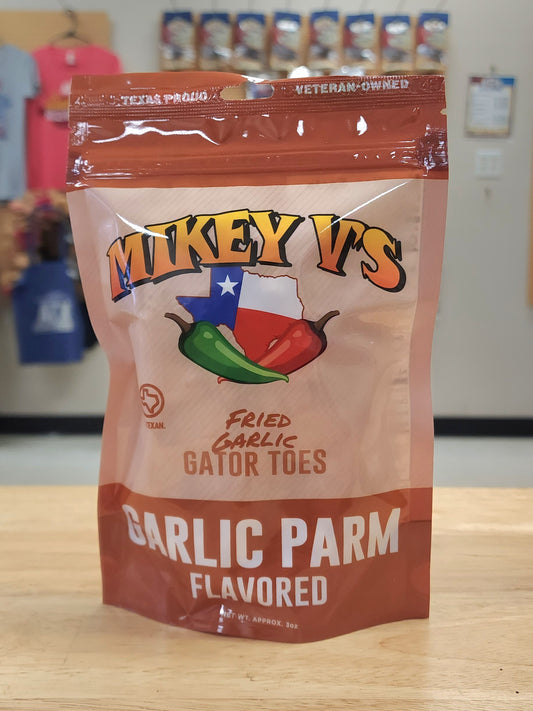 TEXAS PROUD VETERAN-OWNED
MIKEY V'S
TEXAN.
FRIED
GARLIC
GATOR TOES
GARLIC PARM
FLAVORED
NET WT. APPROX. 3oz